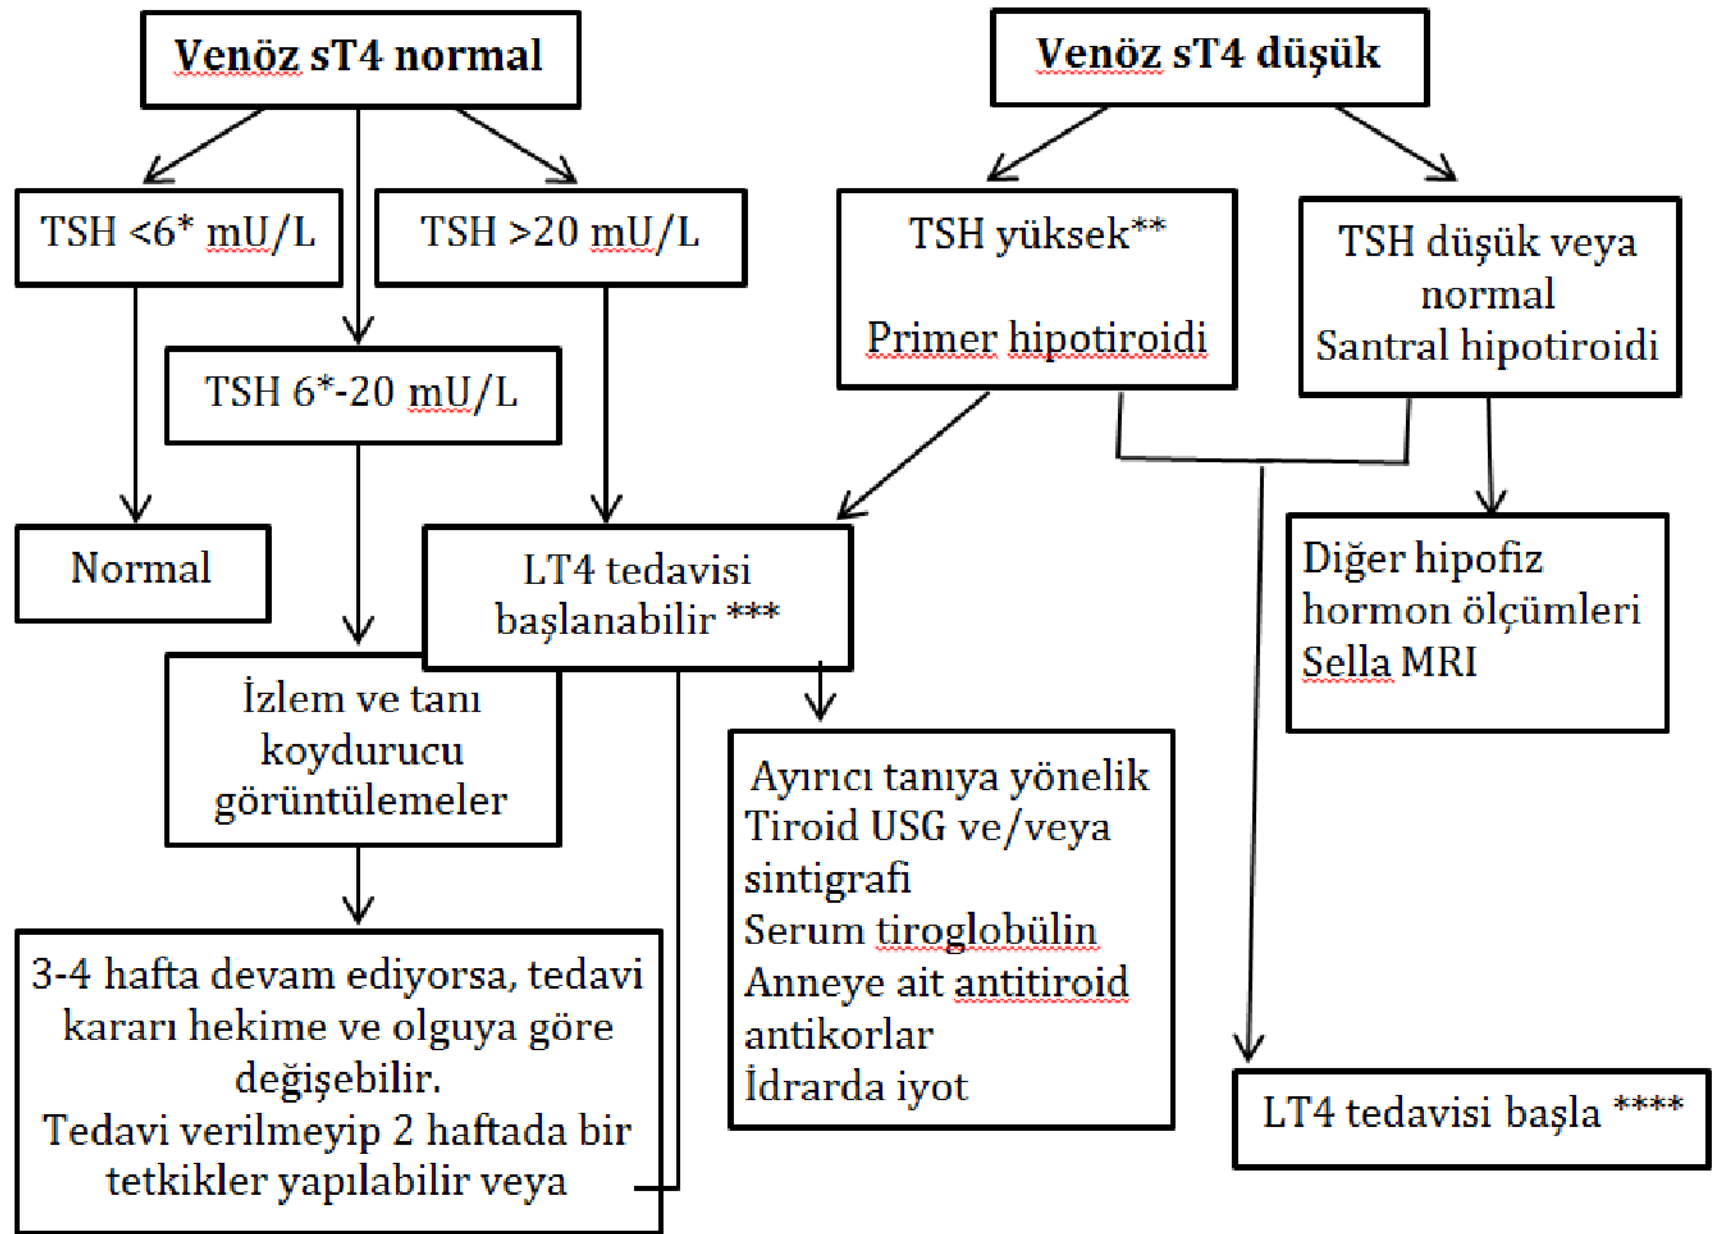 Venöz sT4 normal
Venöz sT4 düşük
TSH <6* mU/L
TSH >20 mU/L
TSH 6*-20 mU/L
TSH yüksek**
Primer hipotiroidi
TSH düşük veya
normal
Santral hipotiroidi
Normal
LT4 tedavisi
başlanabilir ***
Diğer hipofiz
hormon ölçümleri
Sella MRI
İzlem ve tanı
koydurucu
görüntülemeler
Ayırıcı tanıya yönelik
Tiroid USG ve/veya
sintigrafi
Serum tiroglobülin
Anneye ait antitiroid
antikorlar
İdrarda iyot
3-4 hafta devam ediyorsa, tedavi
kararı hekime ve olguya göre
değişebilir.
Tedavi verilmeyip 2 haftada bir
tetkikler yapılabilir veya
LT4 tedavisi başla ****